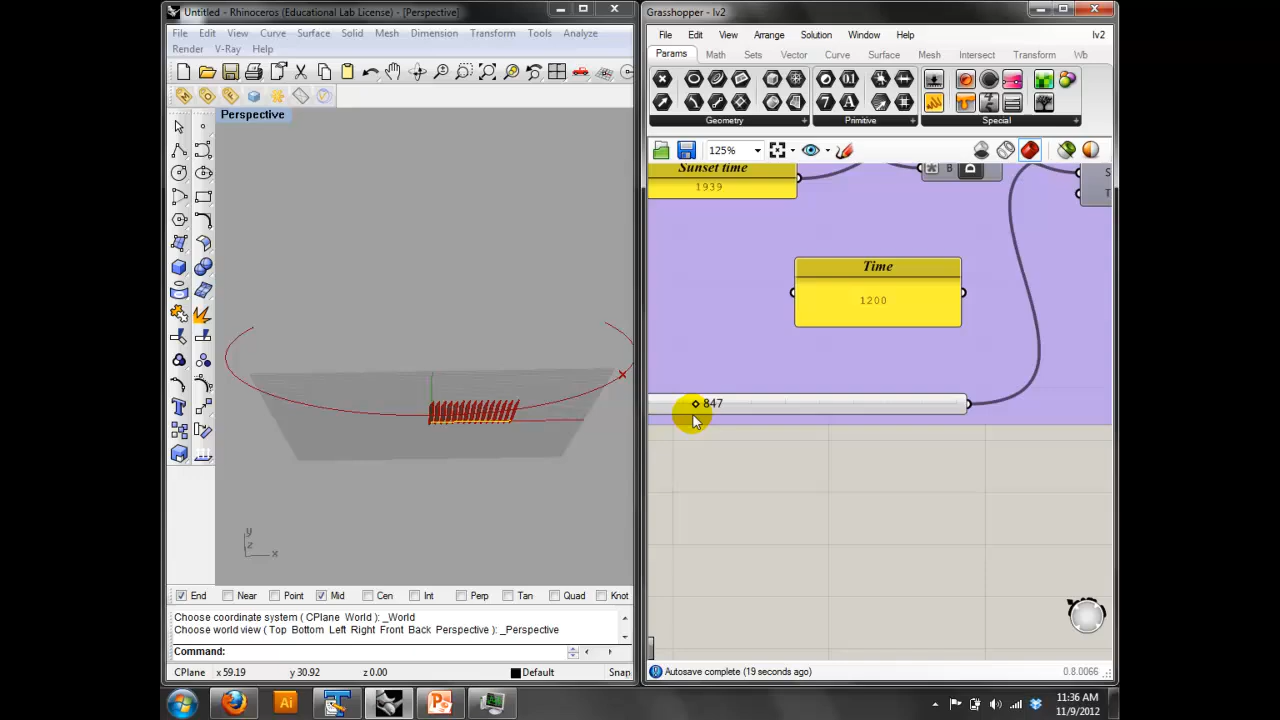 Untitled - Rhinoceros (Educational Lab License) - [Perspective]
File Edit View Curve Surface Solid Mesh Dimension Transform Tools Analyze
Render V-Ray Help
Perspective
y
z
x
End Near Point Mid Cen Int Perp Tan Quad Knot
Choose coordinate system ( CPlane World ): _World
Choose world view ( Top Bottom Left Right Front Back Perspective ): _Perspective
Command:
CPlane x 59.19 y 30.92 z 0.00 Default Snap
Grasshopper - lv2
File Edit View Arrange Solution Window Help lv2
Params Math Sets Vector Curve Surface Mesh Intersect Transform Wb
Geometry Primitive Special
125%
Sunset time
1939
B
S
T
Time
1200
847
Autosave complete (19 seconds ago) 0.8.0066
Ai
11:36 AM
11/9/2012